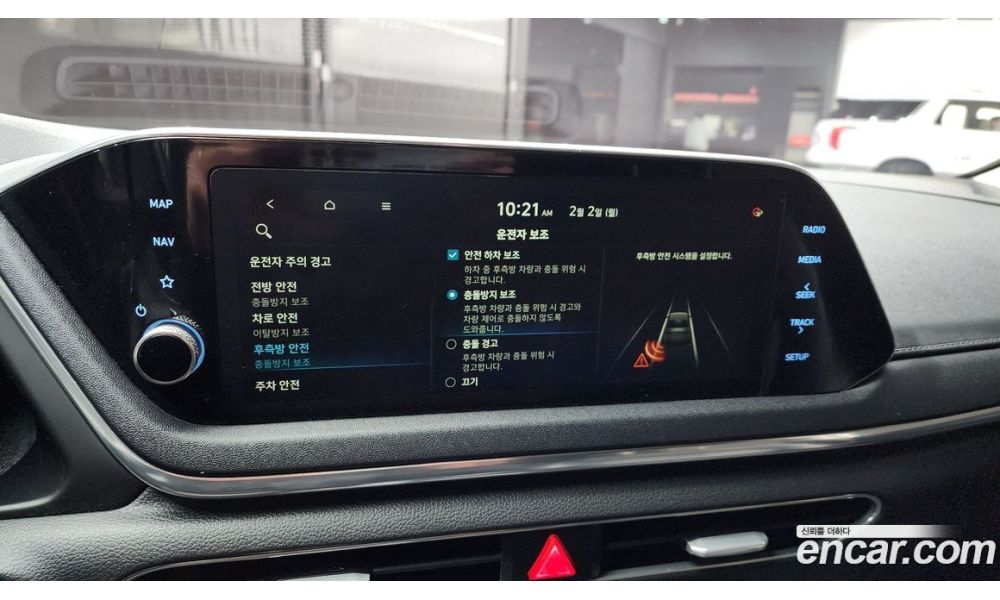 MAP
NAV
10:21 AM 2월 2일 (월)
운전자 보조
운전자 주의 경고
전방 안전
충돌방지 보조
차로 안전
이탈방지 보조
후측방 안전
충돌방지 보조
주차 안전
안전 하차 보조
하차 중 후측방 차량과 충돌 위험 시
경고합니다.
충돌방지 보조
후측방 차량과 충돌 위험 시 경고와
차량 제어로 충돌하지 않도록
도와줍니다.
충돌 경고
후측방 차량과 충돌 위험 시
경고합니다.
끄기
후측방 안전 시스템을 설정합니다.
RADIO
MEDIA
SEEK
TRACK
SETUP
신뢰를 더하다
encar.com